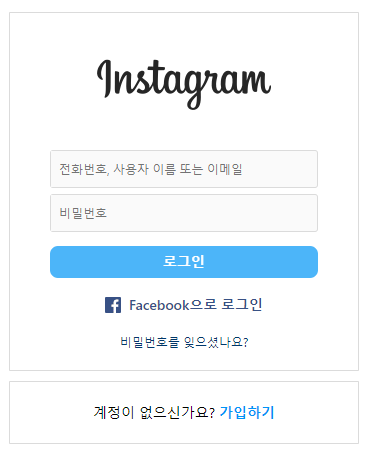 Instagram
전화번호, 사용자 이름 또는 이메일
비밀번호
로그인
Facebook으로 로그인
비밀번호를 잊으셨나요?
계정이 없으신가요? 가입하기